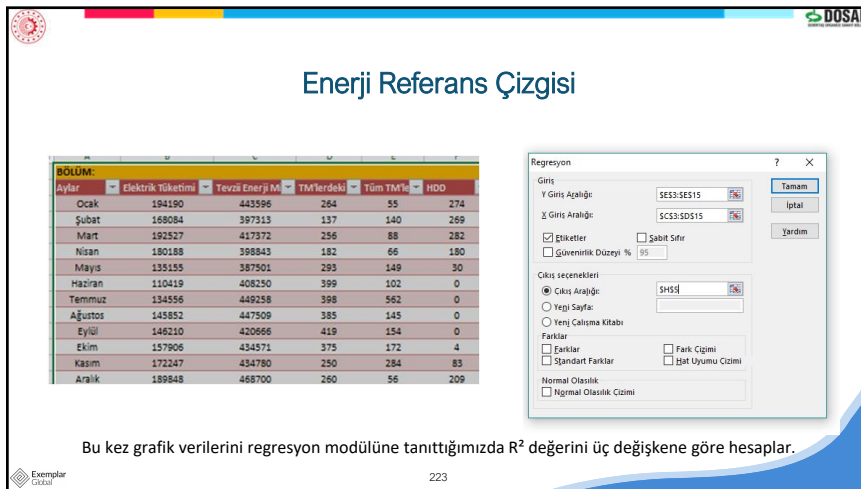 DOSA
Enerji Referans Çizgisi
A B C D E F
BÖLÜM:
Aylar Elektrik Tüketimi Tevzii Enerji Mi TM'lerdeki Tüm TM'le HDD
Ocak 194190 443596 264 55 274
Şubat 168084 397313 137 140 269
Mart 192527 417372 256 88 282
Nisan 180188 398843 182 66 180
Mayıs 135155 387501 293 149 30
Haziran 110419 408250 399 102 0
Temmuz 134556 449258 398 562 0
Ağustos 145852 447509 385 145 0
Eylül 146210 420666 419 154 0
Ekim 157906 434571 375 172 4
Kasım 172247 434780 250 284 83
Aralık 189848 468700 260 56 209
Regresyon ? ×
Giriş
Y Giriş Aralığı: $E$3:$E$15
X Giriş Aralığı: $C$3:$D$15
Etiketler Sabit Sıfır
Güvenirlik Düzeyi % 95
Çıkış seçenekleri
Çıkış Aralığı: $H$5
Yeni Sayfa:
Yeni Çalışma Kitabı
Farklar
Farklar Fark Çizimi
Standart Farklar Hat Uyumu Çizimi
Normal Olasılık
Normal Olasılık Çizimi
Tamam
İptal
Yardım
Bu kez grafik verilerini regresyon modülüne tanıttığımızda R² değerini üç değişkene göre hesaplar.
Exemplar
Global
223